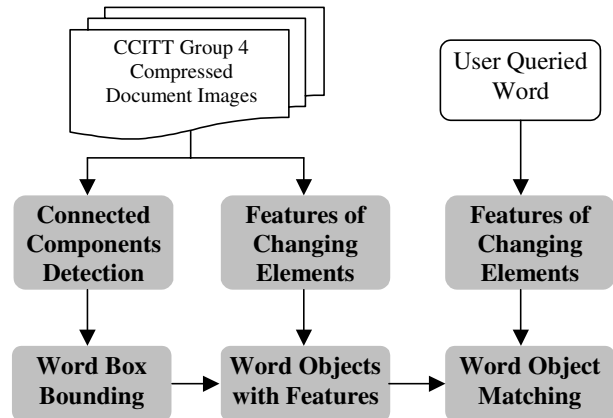 CCITT Group 4
Compressed
Document Images
User Queried
Word
Connected
Components
Detection
Features of
Changing
Elements
Features of
Changing
Elements
Word Box
Bounding
Word Objects
with Features
Word Object
Matching